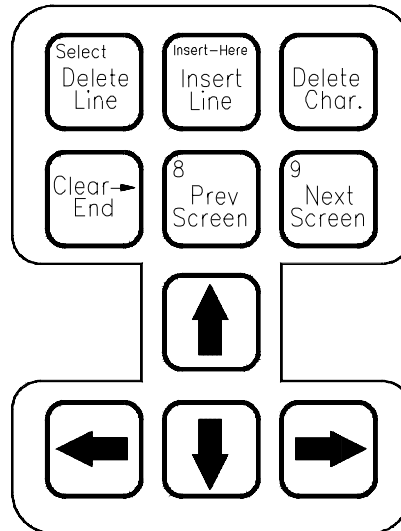 Select
Delete
Line
Insert-Here
Insert
Line
Delete
Char.
Clear→
End
8
Prev
Screen
9
Next
Screen